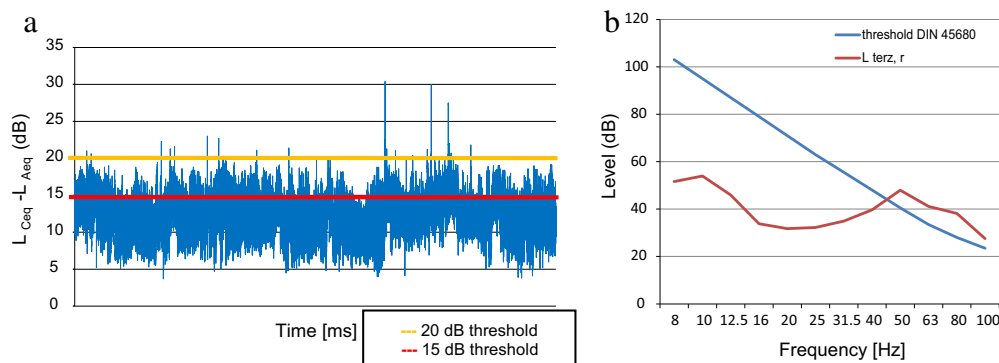 a
L Ceq -L Aeq (dB)
35
30
25
20
15
10
5
0
Time [ms]
20 dB threshold
15 dB threshold
b
Level (dB)
120
100
80
60
40
20
0
threshold DIN 45680
L terz, r
8 10 12.5 16 20 25 31.5 40 50 63 80 100
Frequency [Hz]